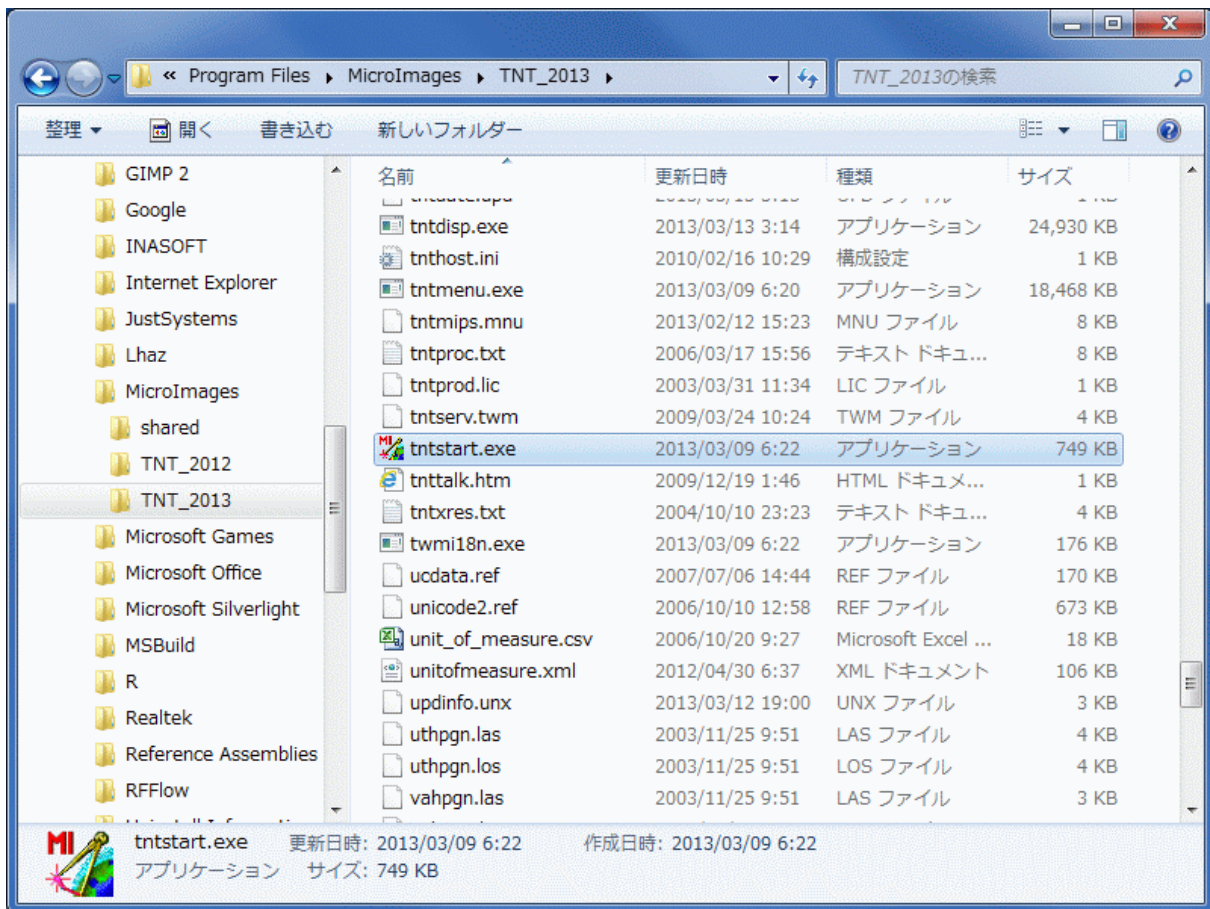 « Program Files ▸ MicroImages ▸ TNT_2013 ▸
TNT_2013の検索
整理 ▼ 開く 書き込む 新しいフォルダー
GIMP 2
Google
INASOFT
Internet Explorer
JustSystems
Lhaz
MicroImages
shared
TNT_2012
TNT_2013
Microsoft Games
Microsoft Office
Microsoft Silverlight
MSBuild
R
Realtek
Reference Assemblies
RFFlow
名前 更新日時 種類 サイズ
tntdisp.exe 2013/03/13 3:14 アプリケーション 24,930 KB
tnthost.ini 2010/02/16 10:29 構成設定 1 KB
tntmenu.exe 2013/03/09 6:20 アプリケーション 18,468 KB
tntmips.mnu 2013/02/12 15:23 MNU ファイル 8 KB
tntproc.txt 2006/03/17 15:56 テキスト ドキュ... 8 KB
tntprod.lic 2003/03/31 11:34 LIC ファイル 1 KB
tntserv.twm 2009/03/24 10:24 TWM ファイル 4 KB
tntstart.exe 2013/03/09 6:22 アプリケーション 749 KB
tnttalk.htm 2009/12/19 1:46 HTML ドキュメ... 1 KB
tntxres.txt 2004/10/10 23:23 テキスト ドキュ... 4 KB
twmi18n.exe 2013/03/09 6:22 アプリケーション 176 KB
ucdata.ref 2007/07/06 14:44 REF ファイル 170 KB
unicode2.ref 2006/10/10 12:58 REF ファイル 673 KB
unit_of_measure.csv 2006/10/20 9:27 Microsoft Excel ... 18 KB
unitofmeasure.xml 2012/04/30 6:37 XML ドキュメント 106 KB
updinfo.unx 2013/03/12 19:00 UNX ファイル 3 KB
uthpgn.las 2003/11/25 9:51 LAS ファイル 4 KB
uthpgn.los 2003/11/25 9:51 LOS ファイル 4 KB
vahpgn.las 2003/11/25 9:51 LAS ファイル 3 KB
MI
tntstart.exe 更新日時: 2013/03/09 6:22 作成日時: 2013/03/09 6:22
アプリケーション サイズ: 749 KB